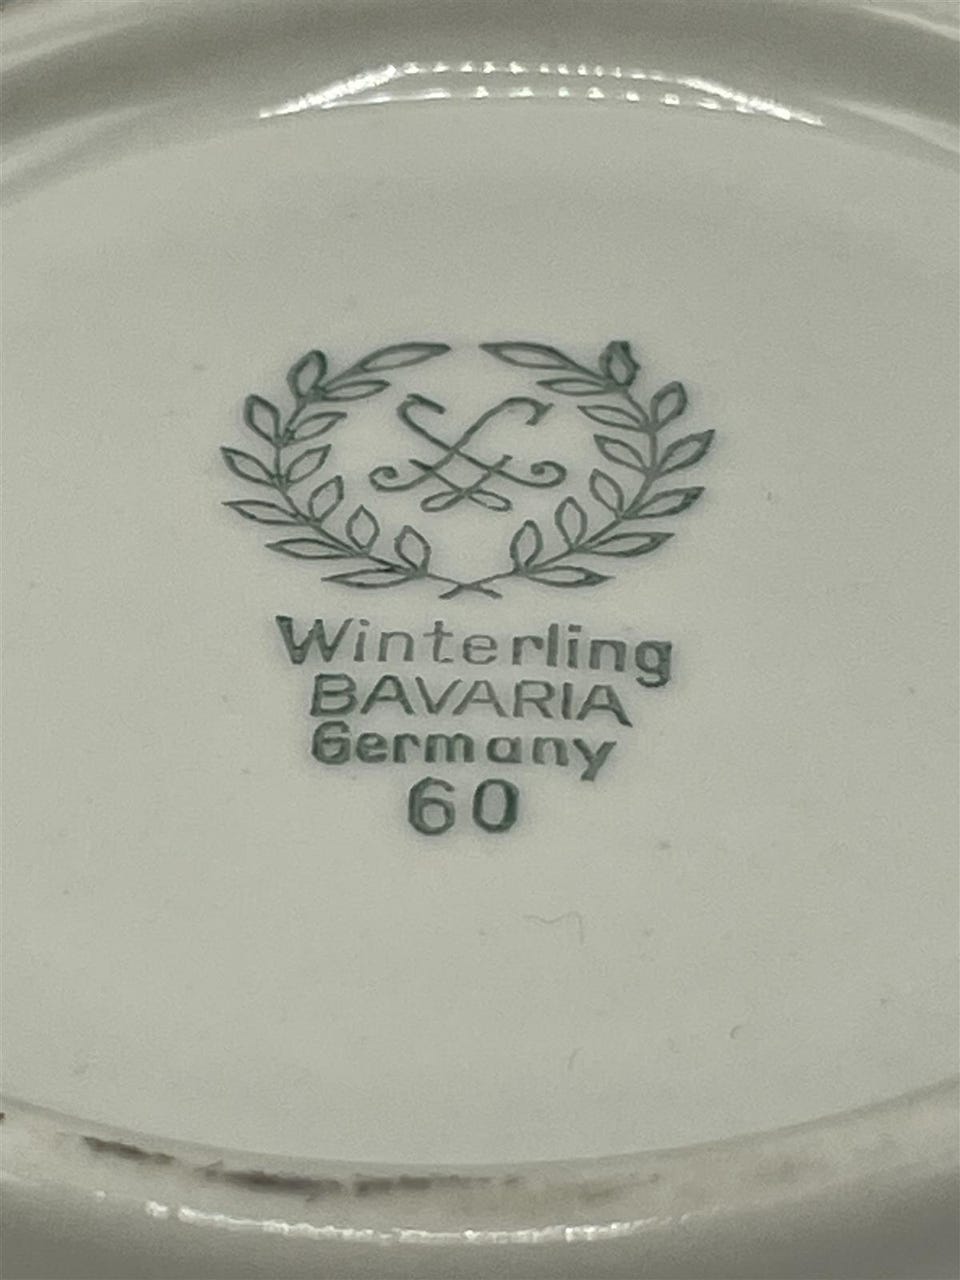 Winterling
BAVARIA
Germany
60